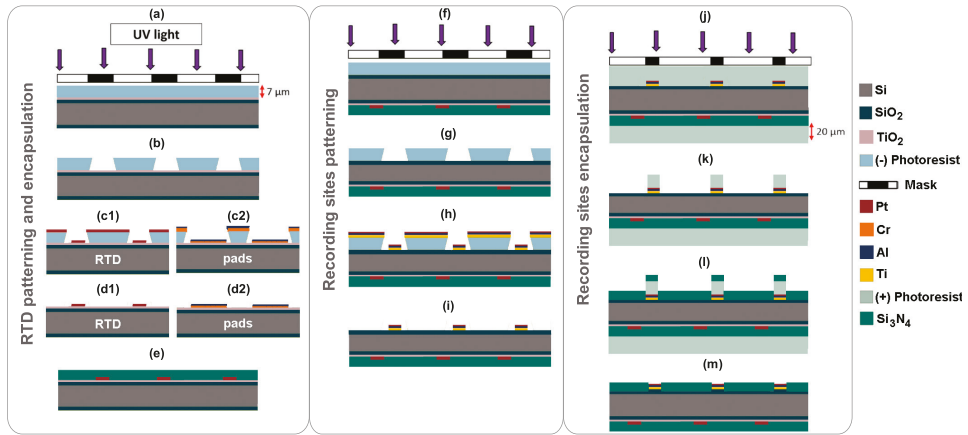 RTD patterning and encapsulation
(a)
UV light
7 μm
(b)
(c1)
(c2)
RTD
pads
(d1)
(d2)
RTD
pads
(e)
Recording sites patterning
(f)
(g)
(h)
(i)
Recording sites encapsulation
(j)
20 μm
(k)
(l)
(m)
Si
SiO₂
TiO₂
(-) Photoresist
Mask
Pt
Cr
Al
Ti
(+) Photoresist
Si₃N₄